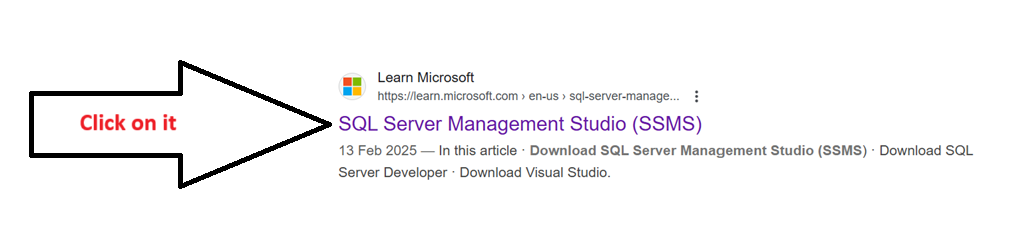 Click on it
Learn Microsoft
https://learn.microsoft.com › en-us › sql-server-manage...
SQL Server Management Studio (SSMS)
13 Feb 2025 — In this article · Download SQL Server Management Studio (SSMS) · Download SQL
Server Developer · Download Visual Studio.